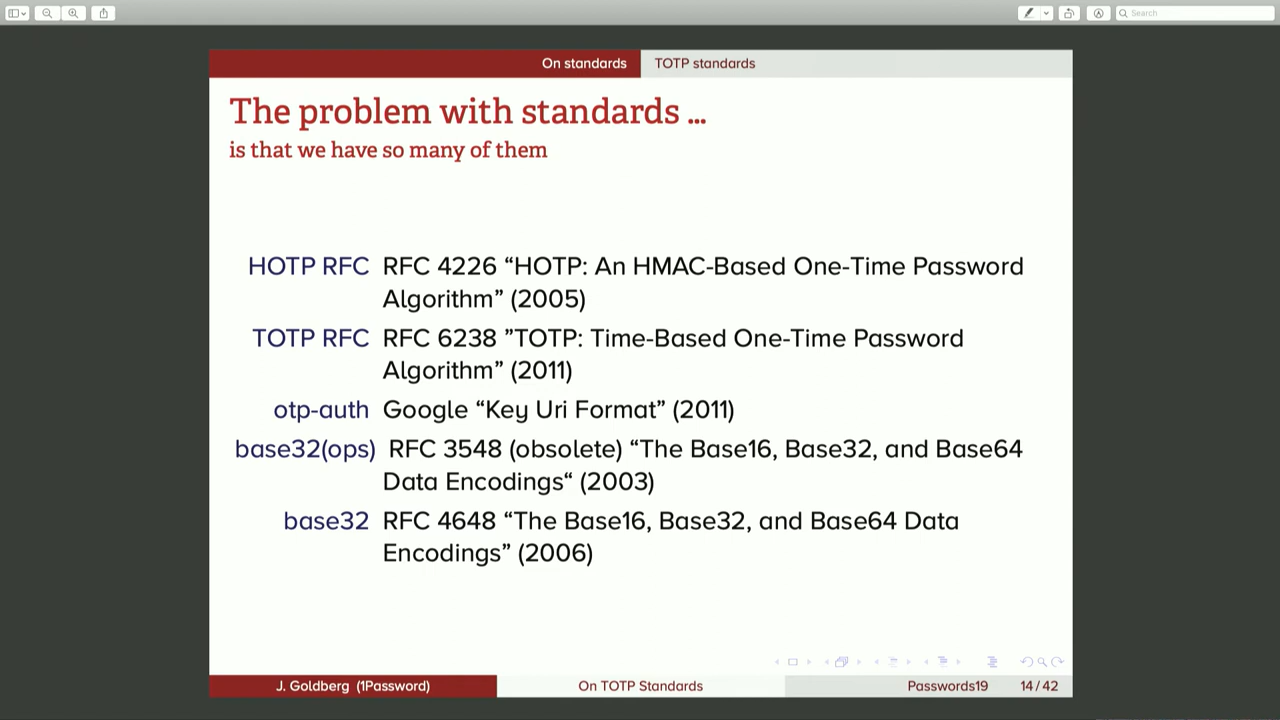 Search
On standards TOTP standards
The problem with standards ...
is that we have so many of them
HOTP RFC RFC 4226 “HOTP: An HMAC-Based One-Time Password
Algorithm” (2005)
TOTP RFC RFC 6238 ”TOTP: Time-Based One-Time Password
Algorithm” (2011)
otp-auth Google “Key Uri Format” (2011)
base32(ops) RFC 3548 (obsolete) “The Base16, Base32, and Base64
Data Encodings“ (2003)
base32 RFC 4648 “The Base16, Base32, and Base64 Data
Encodings” (2006)
J. Goldberg (1Password) On TOTP Standards Passwords19 14 / 42